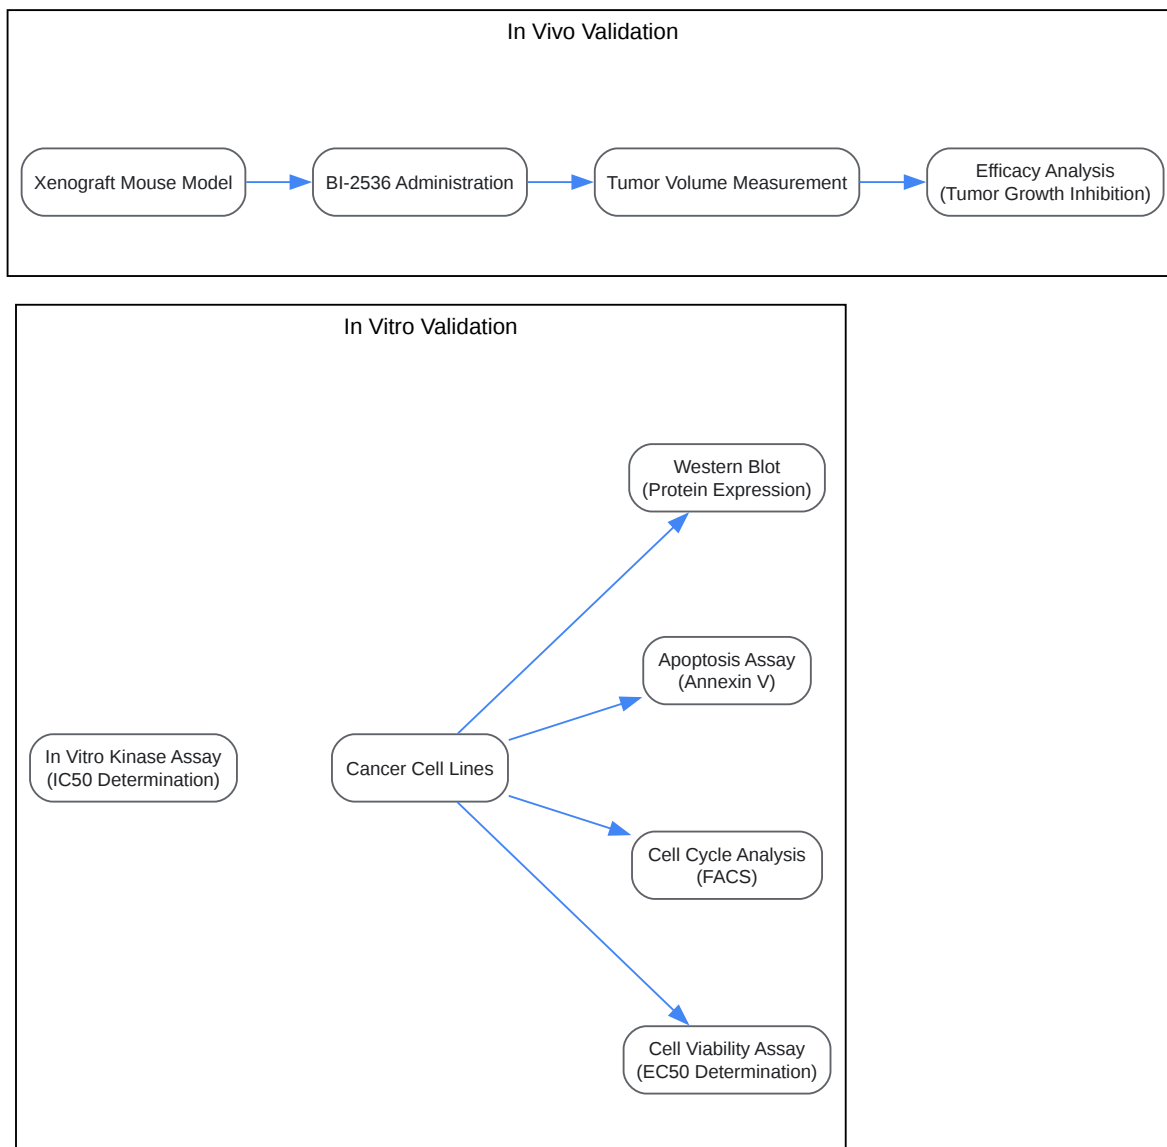 In Vivo Validation
Xenograft Mouse Model
BI-2536 Administration
Tumor Volume Measurement
Efficacy Analysis
(Tumor Growth Inhibition)
In Vitro Validation
Western Blot
(Protein Expression)
Apoptosis Assay
(Annexin V)
In Vitro Kinase Assay
(IC50 Determination)
Cancer Cell Lines
Cell Cycle Analysis
(FACS)
Cell Viability Assay
(EC50 Determination)